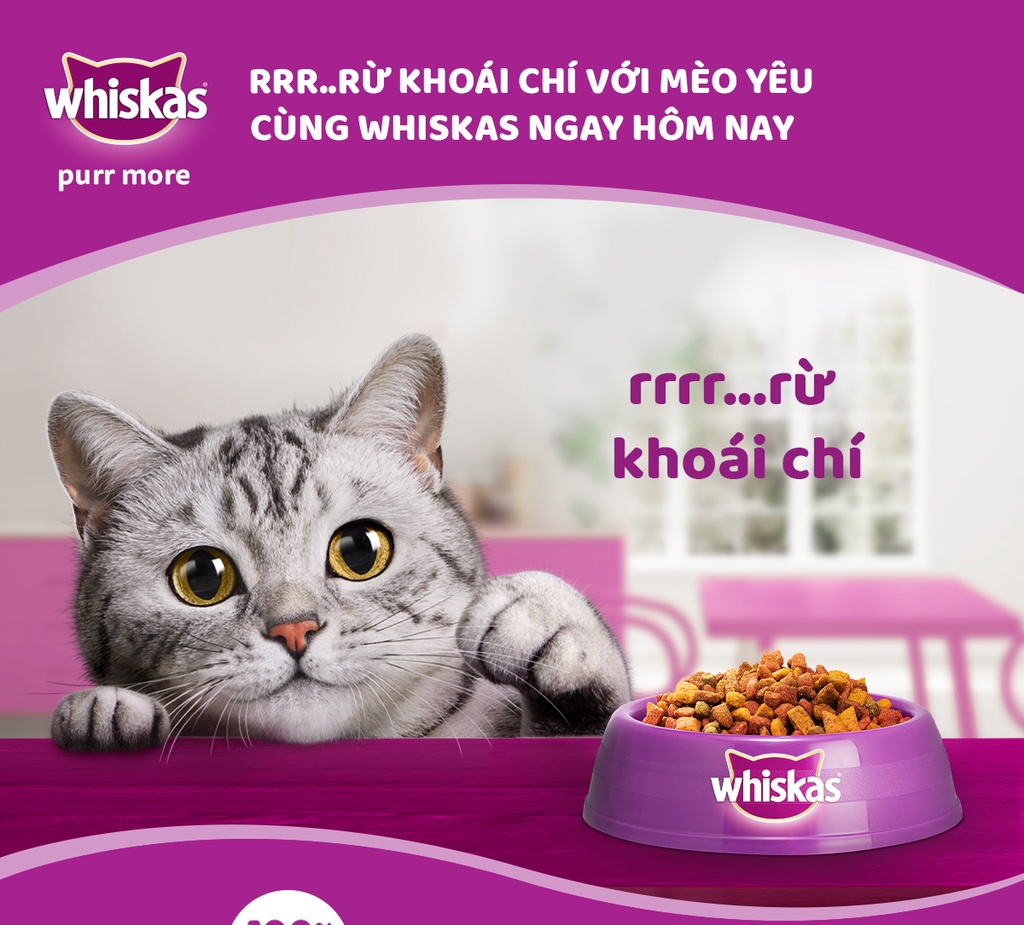 whiskas
purr more
RRR..RỪ KHOÁI CHÍ VỚI MÈO YÊU
CÙNG WHISKAS NGAY HÔM NAY
rrrr...rừ
khoái chí
whiskas